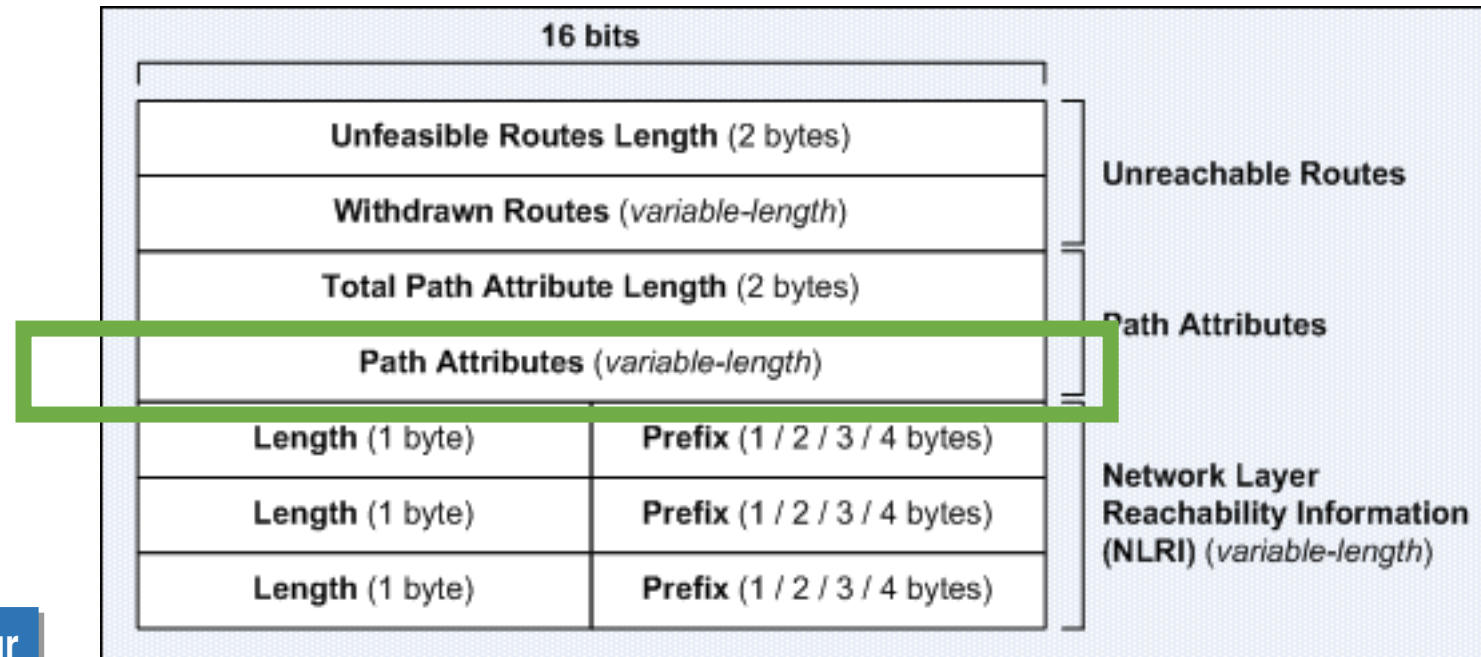 16 bits
Unfeasible Routes Length (2 bytes)
Withdrawn Routes (variable-length)
Unreachable Routes
Total Path Attribute Length (2 bytes)
Path Attributes (variable-length)
Path Attributes
Length (1 byte) Prefix (1 / 2 / 3 / 4 bytes)
Length (1 byte) Prefix (1 / 2 / 3 / 4 bytes)
Length (1 byte) Prefix (1 / 2 / 3 / 4 bytes)
Network Layer
Reachability Information
(NLRI) (variable-length)